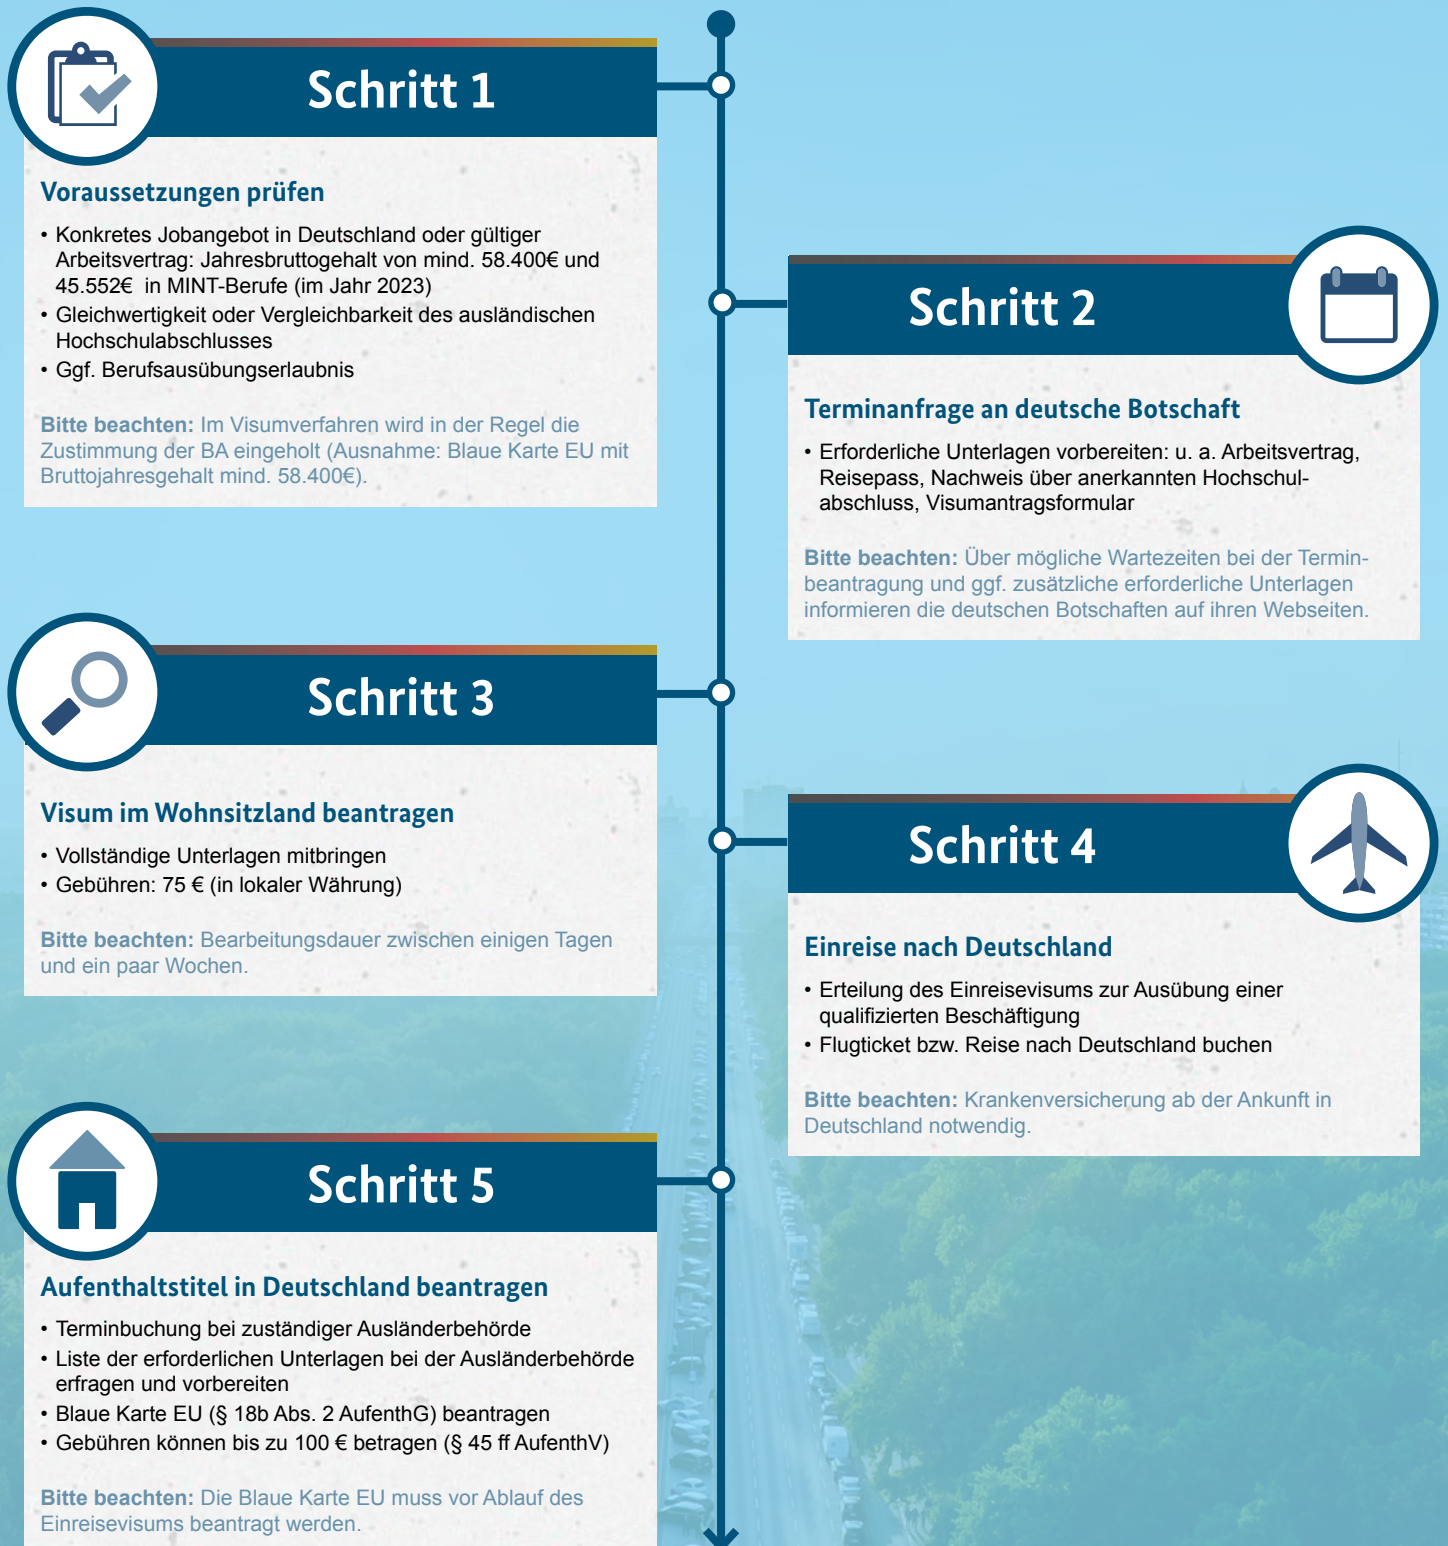 Schritt 1
Voraussetzungen prüfen
• Konkretes Jobangebot in Deutschland oder gültiger
Arbeitsvertrag: Jahresbruttogehalt von mind. 58.400€ und
45.552€  in MINT-Berufe (im Jahr 2023)
• Gleichwertigkeit oder Vergleichbarkeit des ausländischen
Hochschulabschlusses
• Ggf. Berufsausübungserlaubnis
Bitte beachten: Im Visumverfahren wird in der Regel die
Zustimmung der BA eingeholt (Ausnahme: Blaue Karte EU mit
Bruttojahresgehalt mind. 58.400€).
Schritt 2
Terminanfrage an deutsche Botschaft
• Erforderliche Unterlagen vorbereiten: u. a. Arbeitsvertrag,
Reisepass, Nachweis über anerkannten Hochschul-
abschluss, Visumantragsformular
Bitte beachten: Über mögliche Wartezeiten bei der Termin-
beantragung und ggf. zusätzliche erforderliche Unterlagen
informieren die deutschen Botschaften auf ihren Webseiten.
Schritt 3
Visum im Wohnsitzland beantragen
• Vollständige Unterlagen mitbringen
• Gebühren: 75 € (in lokaler Währung)
Bitte beachten: Bearbeitungsdauer zwischen einigen Tagen
und ein paar Wochen.
Schritt 4
Einreise nach Deutschland
• Erteilung des Einreisevisums zur Ausübung einer
qualifizierten Beschäftigung
• Flugticket bzw. Reise nach Deutschland buchen
Bitte beachten: Krankenversicherung ab der Ankunft in
Deutschland notwendig.
Schritt 5
Aufenthaltstitel in Deutschland beantragen
• Terminbuchung bei zuständiger Ausländerbehörde
• Liste der erforderlichen Unterlagen bei der Ausländerbehörde
erfragen und vorbereiten
• Blaue Karte EU (§ 18b Abs. 2 AufenthG) beantragen
• Gebühren können bis zu 100 € betragen (§ 45 ff AufenthV)
Bitte beachten: Die Blaue Karte EU muss vor Ablauf des
Einreisevisums beantragt werden.